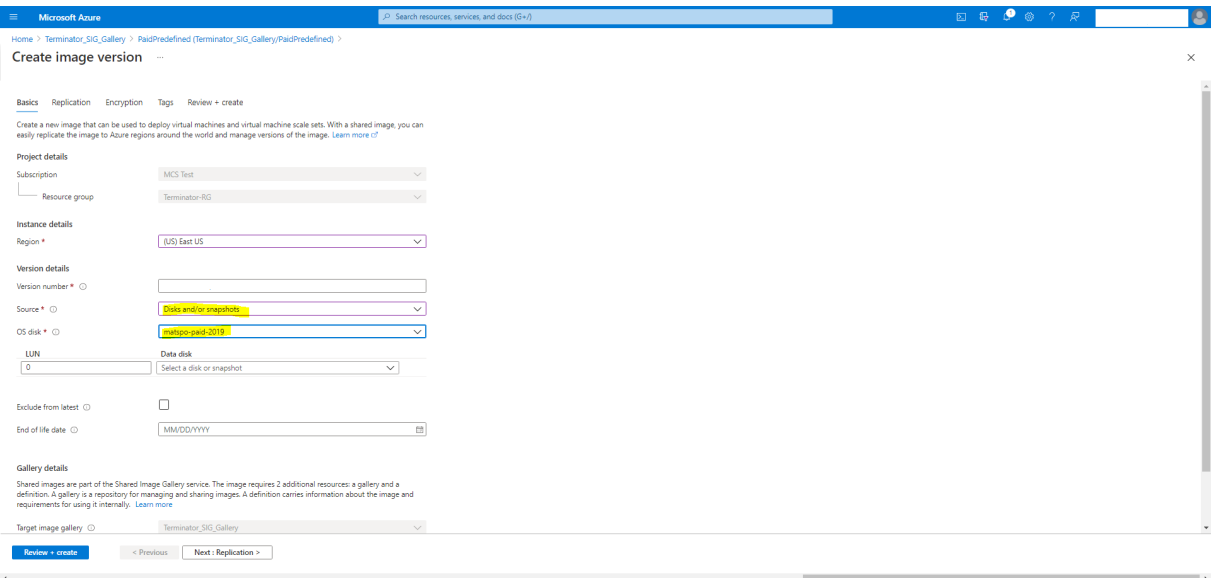 Microsoft Azure
Search resources, services, and docs (G+/)
1
Home > Terminator_SIG_Gallery > PaidPredefined (Terminator_SIG_Gallery/PaidPredefined) >
Create image version ...
Basics Replication Encryption Tags Review + create
Create a new image that can be used to deploy virtual machines and virtual machine scale sets. With a shared image, you can
easily replicate the image to Azure regions around the world and manage versions of the image. Learn more
Project details
Subscription MCS Test
Resource group Terminator-RG
Instance details
Region * (US) East US
Version details
Version number *
Source * Disks and/or snapshots
OS disk * matspo-paid-2019
LUN Data disk
0 Select a disk or snapshot
Exclude from latest
End of life date MM/DD/YYYY
Gallery details
Shared images are part of the Shared Image Gallery service. The image requires 2 additional resources: a gallery and a
definition. A gallery is a repository for managing and sharing images. A definition carries information about the image and
requirements for using it internally. Learn more
Target image gallery Terminator_SIG_Gallery
Review + create < Previous Next : Replication >